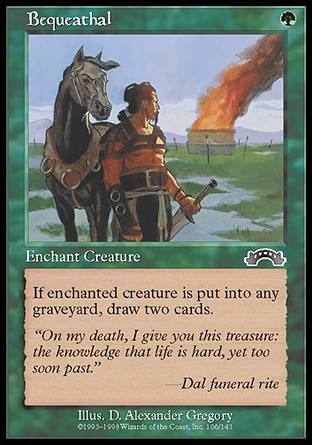 Bequeathal
Enchant Creature
If enchanted creature is put into any
graveyard, draw two cards.
“On my death, I give you this treasure:
the knowledge that life is hard, yet too
soon past.”
—Dal funeral rite
Illus. D. Alexander Gregory
©1993–1998 Wizards of the Coast, Inc. 106/143